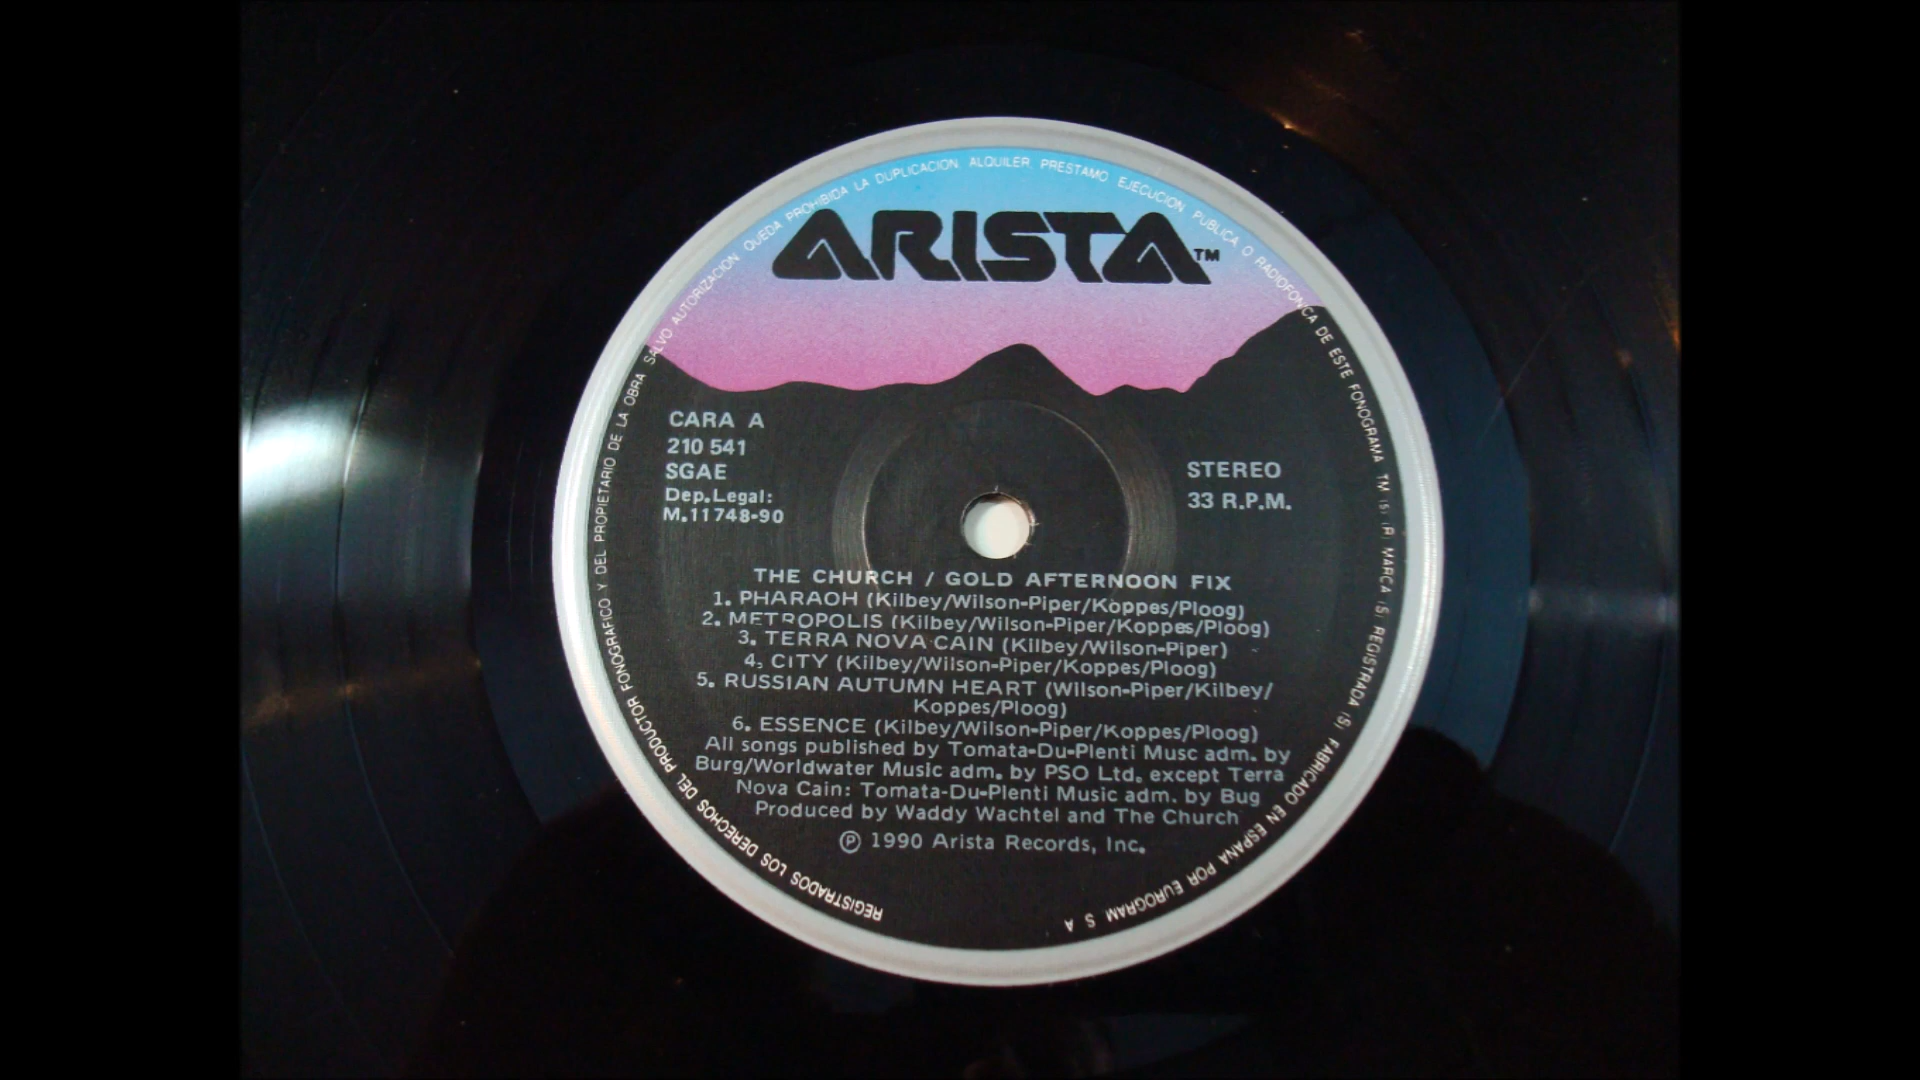 REGISTRADOS LOS DERECHOS DEL PRODUCTOR FONOGRAFICO Y DEL PROPIETARIO DE LA OBRA SALVO AUTORIZACION QUEDA PROHIBIDA LA DUPLICACION, ALQUILER, PRESTAMO EJECUCION PUBLICA O RADIOFONICA DE ESTE FONOGRAMA TM (S) (R) MARCA (S) REGISTRADA (S) FABRICADO EN ESPAÑA POR EUROGRAM S A
ARISTA™
CARA A
210 541
SGAE
Dep.Legal:
M.11748-90
STEREO
33 R.P.M.
THE CHURCH / GOLD AFTERNOON FIX
1. PHARAOH (Kilbey/Wilson-Piper/Koppes/Ploog)
2. METROPOLIS (Kilbey/Wilson-Piper/Koppes/Ploog)
3. TERRA NOVA CAIN (Kilbey/Wilson-Piper)
4. CITY (Kilbey/Wilson-Piper/Koppes/Ploog)
5. RUSSIAN AUTUMN HEART (Wilson-Piper/Kilbey/
Koppes/Ploog)
6. ESSENCE (Kilbey/Wilson-Piper/Koppes/Ploog)
All songs published by Tomata-Du-Plenti Musc adm. by
Burg/Worldwater Music adm. by PSO Ltd. except Terra
Nova Cain: Tomata-Du-Plenti Music adm. by Bug
Produced by Waddy Wachtel and The Church
Ⓟ 1990 Arista Records, Inc.